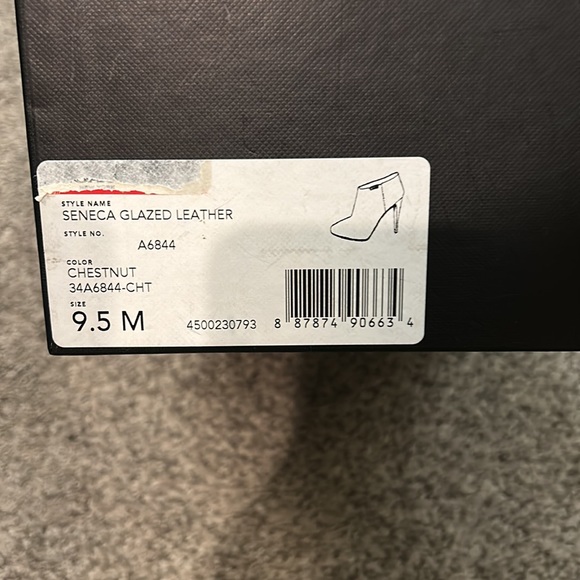 STYLE NAME
SENECA GLAZED LEATHER
STYLE NO.
A6844
COLOR
CHESTNUT
34A6844-CHT
SIZE
9.5 M
4500230793
8 87874 90663 4